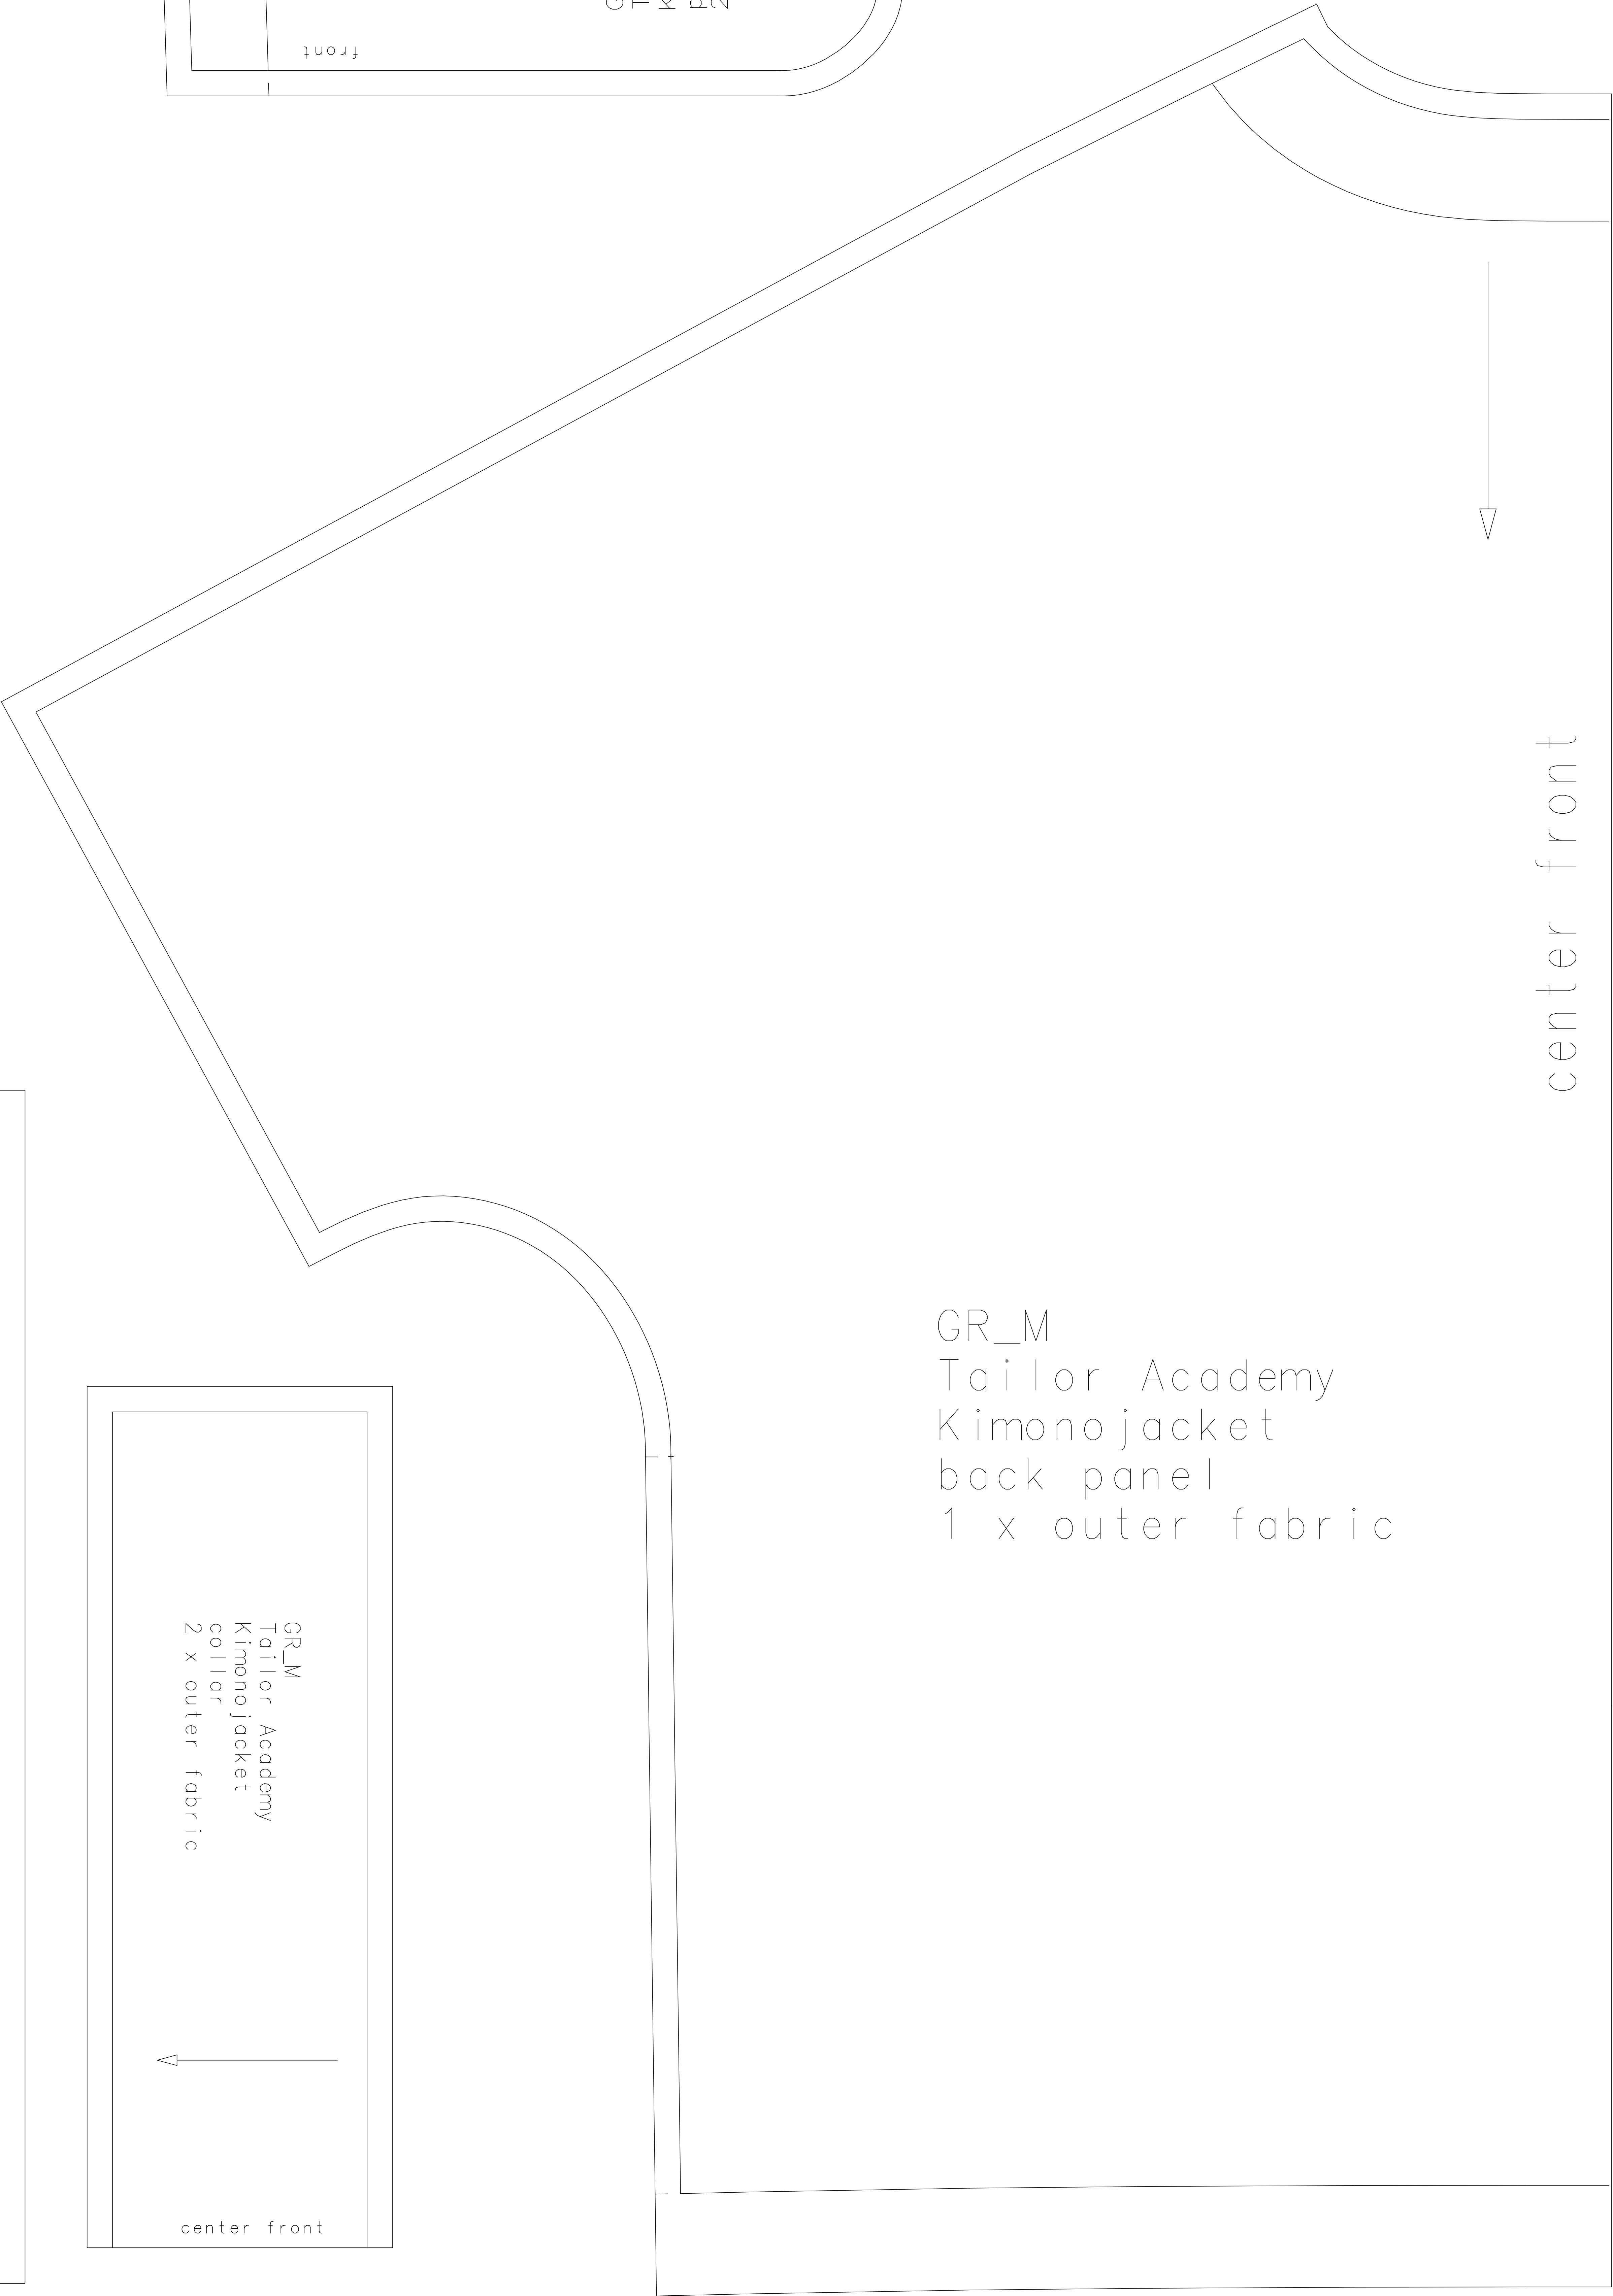 front
center front
GR_M
Tailor Academy
Kimonojacket
back panel
1 x outer fabric
GR_M
Tailor Academy
Kimonojacket
collar
2 x outer fabric
center front